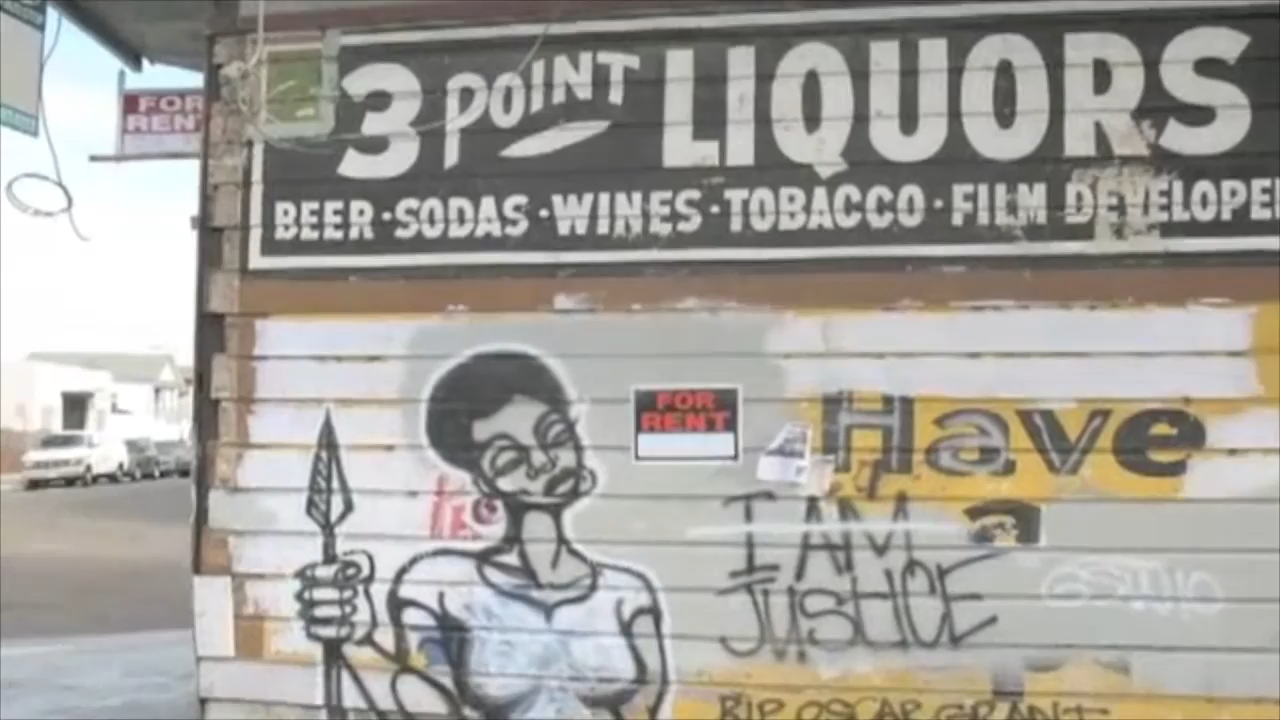 FOR
RENT
3 POINT LIQUORS
BEER · SODAS · WINES · TOBACCO · FILM DEVELOPE
FOR
RENT
Have
I AM
a
JUSTICE
RIP OSCAR GRANT